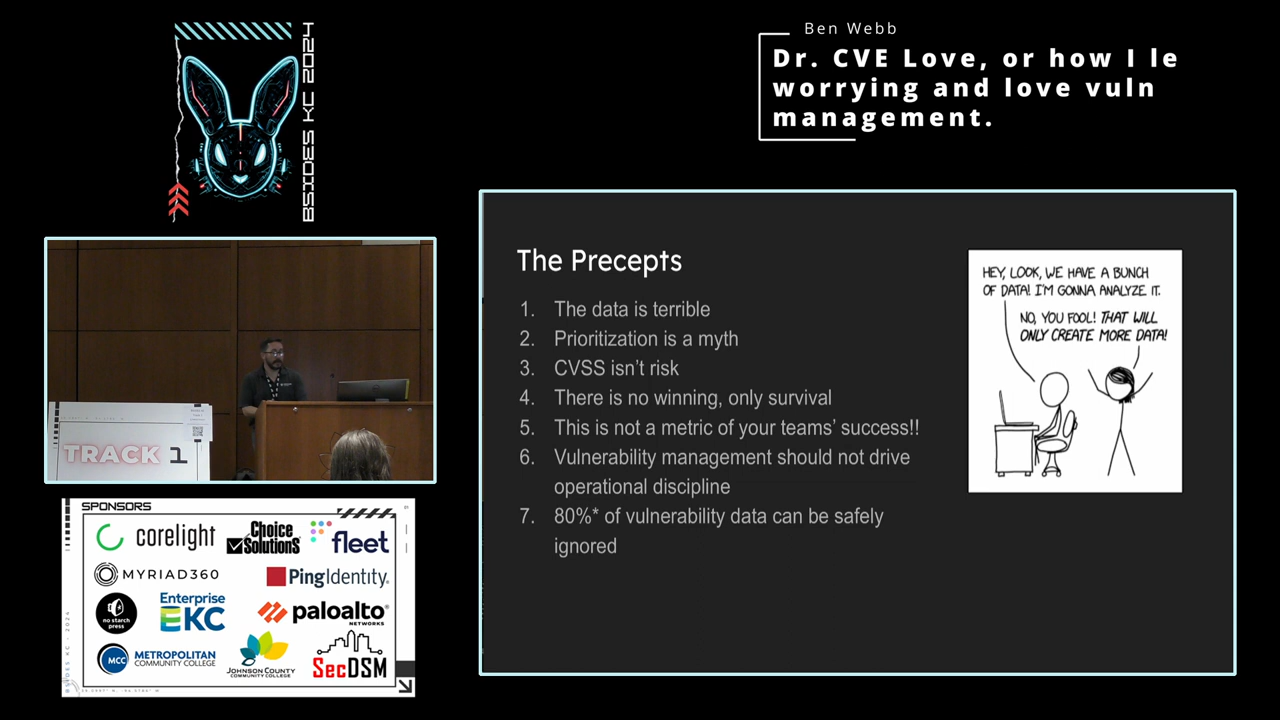 Ben Webb
Dr. CVE Love, or how I le
worrying and love vuln
management.
BSIDES KC 2024
The Precepts
1. The data is terrible
2. Prioritization is a myth
3. CVSS isn't risk
4. There is no winning, only survival
5. This is not a metric of your teams' success!!
6. Vulnerability management should not drive
operational discipline
7. 80%* of vulnerability data can be safely
ignored
HEY, LOOK, WE HAVE A BUNCH
OF DATA! I'M GONNA ANALYZE IT.
NO, YOU FOOL! THAT WILL
ONLY CREATE MORE DATA!
TRACK 1
SPONSORS
corelight
Choice
SolutionS
fleet
MYRIAD360
PingIdentity.
no starch
press
Enterprise
EKC
paloalto
NETWORKS
MCC
METROPOLITAN
COMMUNITY COLLEGE
JOHNSON COUNTY
COMMUNITY COLLEGE
SecDSM
BSIDES KC - 2024